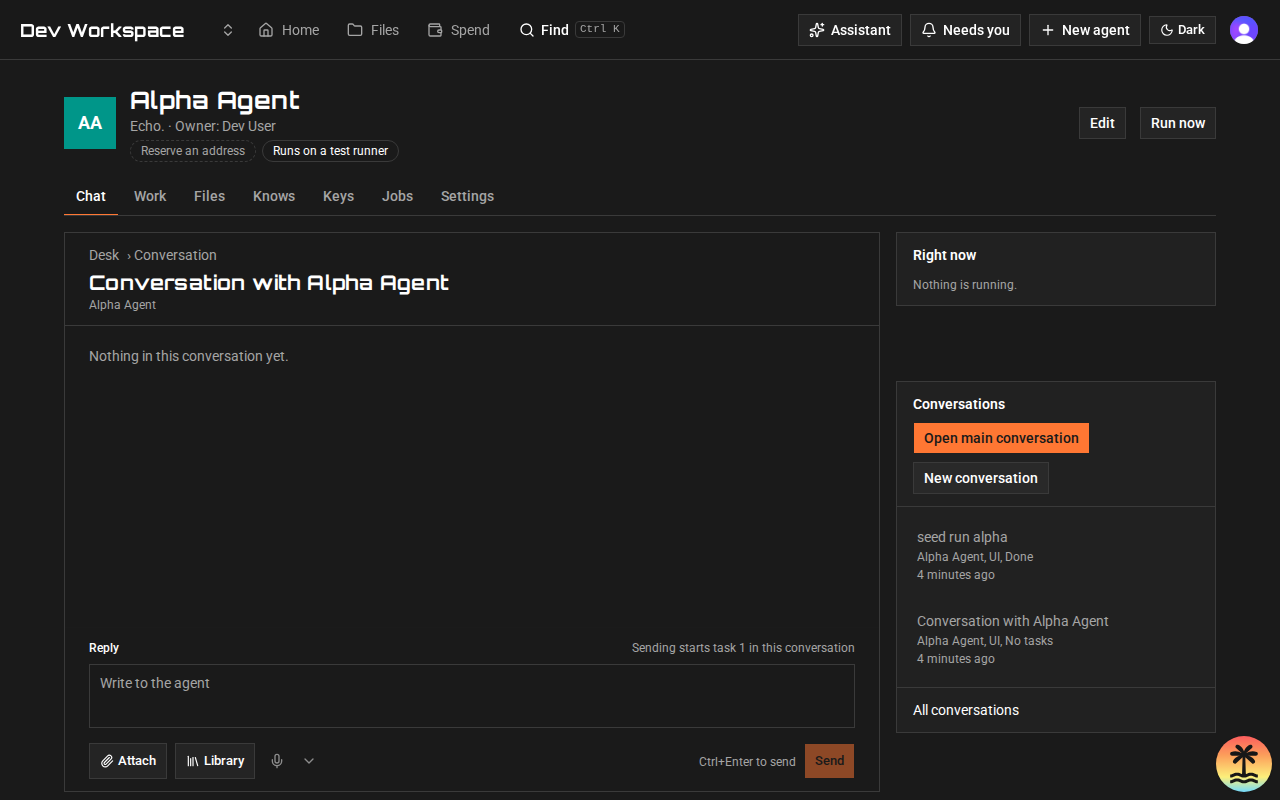 Dev Workspace
Home
Files
Spend
Find Ctrl K
Assistant
Needs you
New agent
Dark
AA
Alpha Agent
Echo. · Owner: Dev User
Reserve an address
Runs on a test runner
Edit
Run now
Chat
Work
Files
Knows
Keys
Jobs
Settings
Desk › Conversation
Conversation with Alpha Agent
Alpha Agent
Nothing in this conversation yet.
Reply
Sending starts task 1 in this conversation
Write to the agent
Attach
Library
Ctrl+Enter to send
Send
Right now
Nothing is running.
Conversations
Open main conversation
New conversation
seed run alpha
Alpha Agent, UI, Done
4 minutes ago
Conversation with Alpha Agent
Alpha Agent, UI, No tasks
4 minutes ago
All conversations